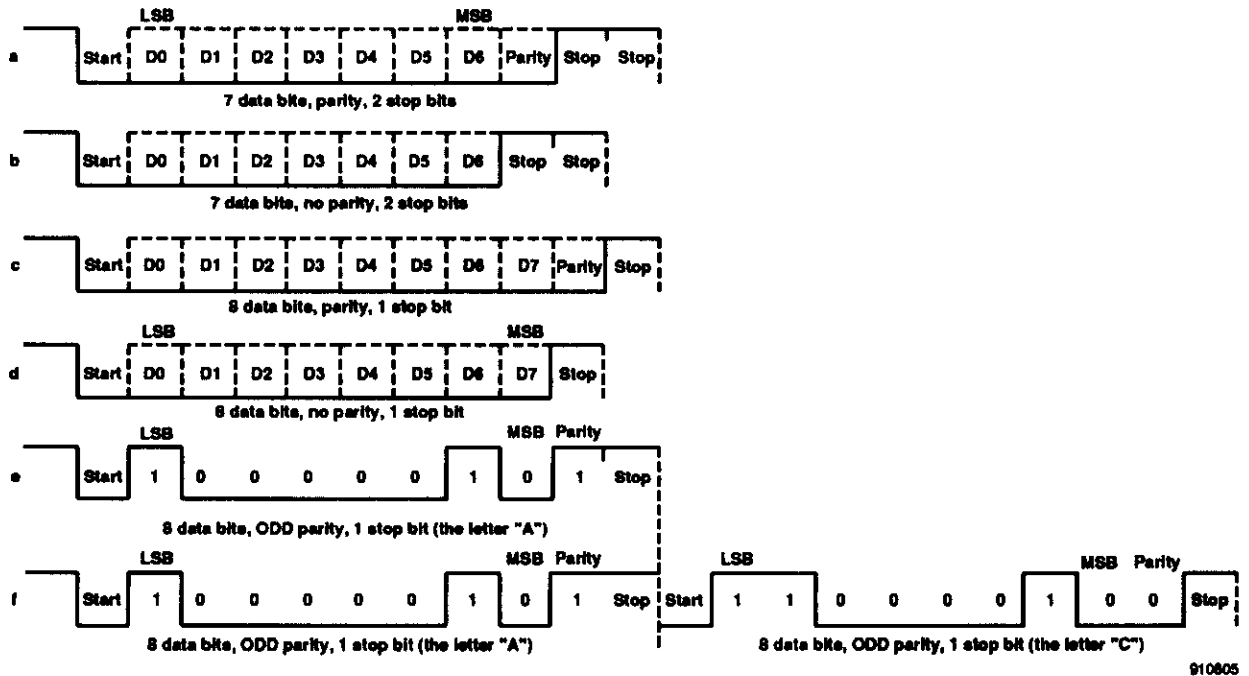 LSB MSB
a Start D0 D1 D2 D3 D4 D5 D6 Parity Stop Stop
7 data bits, parity, 2 stop bits
b Start D0 D1 D2 D3 D4 D5 D6 Stop Stop
7 data bits, no parity, 2 stop bits
c Start D0 D1 D2 D3 D4 D5 D6 D7 Parity Stop
8 data bits, parity, 1 stop bit
LSB MSB
d Start D0 D1 D2 D3 D4 D5 D6 D7 Stop
8 data bits, no parity, 1 stop bit
LSB MSB Parity
e Start 1 0 0 0 0 0 1 0 1 Stop
8 data bits, ODD parity, 1 stop bit (the letter "A")
LSB MSB Parity LSB MSB Parity
f Start 1 0 0 0 0 0 1 0 1 Stop Start 1 1 0 0 0 0 1 0 0 Stop
8 data bits, ODD parity, 1 stop bit (the letter "A") 8 data bits, ODD parity, 1 stop bit (the letter "C")
910605